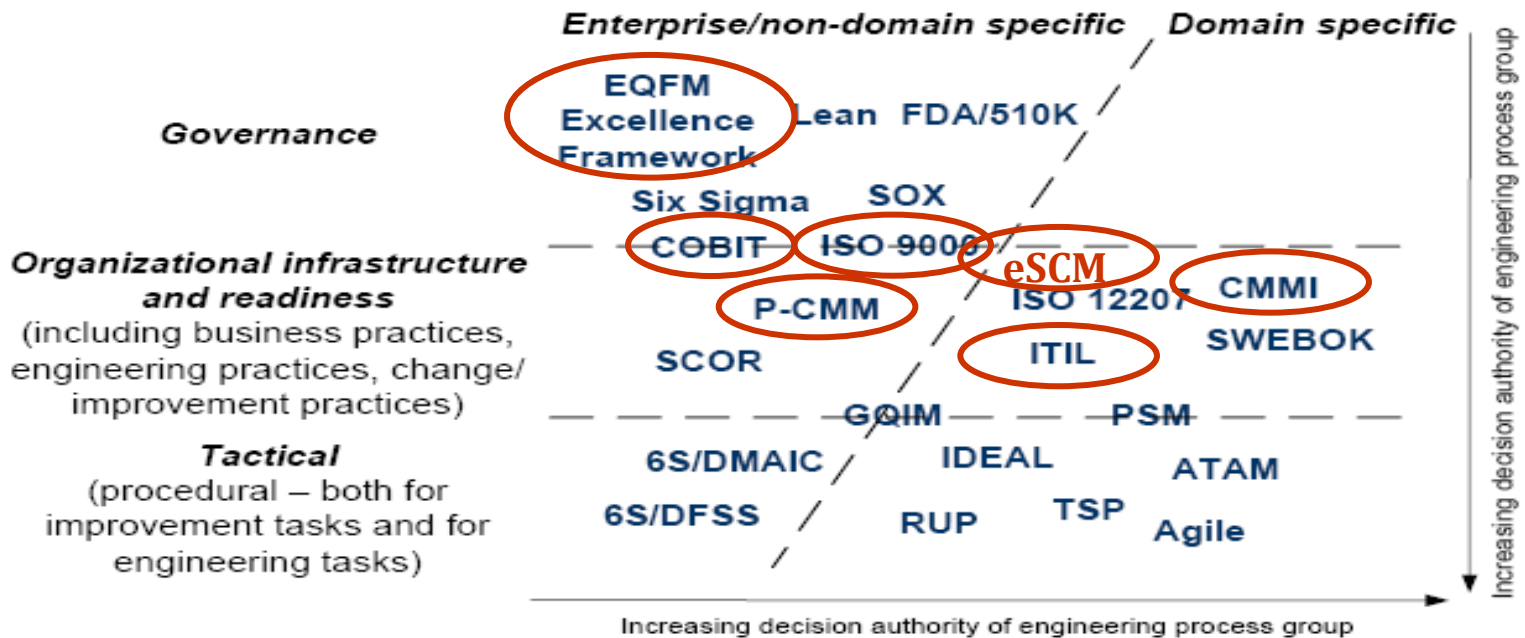 Enterprise/non-domain specific
Domain specific
Governance
EQFM
Excellence
Framework
Lean
FDA/510K
Six Sigma
SOX
COBIT
ISO 9000
Organizational infrastructure
and readiness
(including business practices,
engineering practices, change/
improvement practices)
eSCM
CMMI
P-CMM
ISO 12207
SWEBOK
SCOR
ITIL
GQIM
PSM
Tactical
(procedural – both for
improvement tasks and for
engineering tasks)
6S/DMAIC
IDEAL
ATAM
6S/DFSS
RUP
TSP
Agile
Increasing decision authority of engineering process group
Increasing decision authority of engineering process group